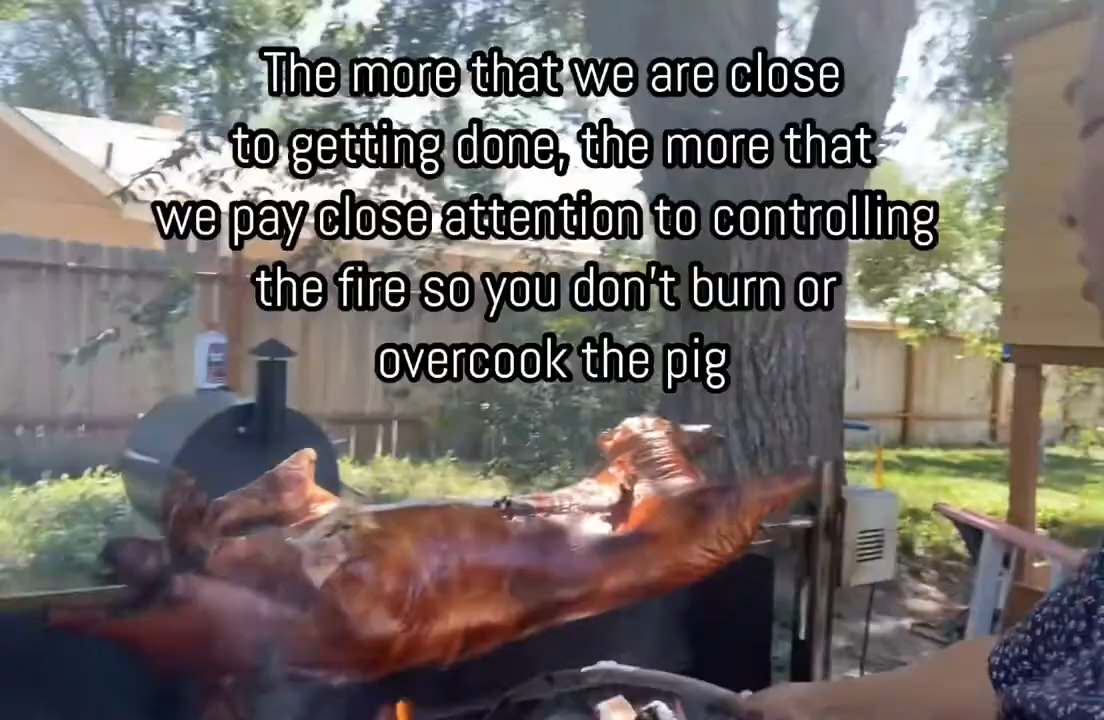 The more that we are close
to getting done, the more that
we pay close attention to controlling
the fire so you don't burn or
overcook the pig